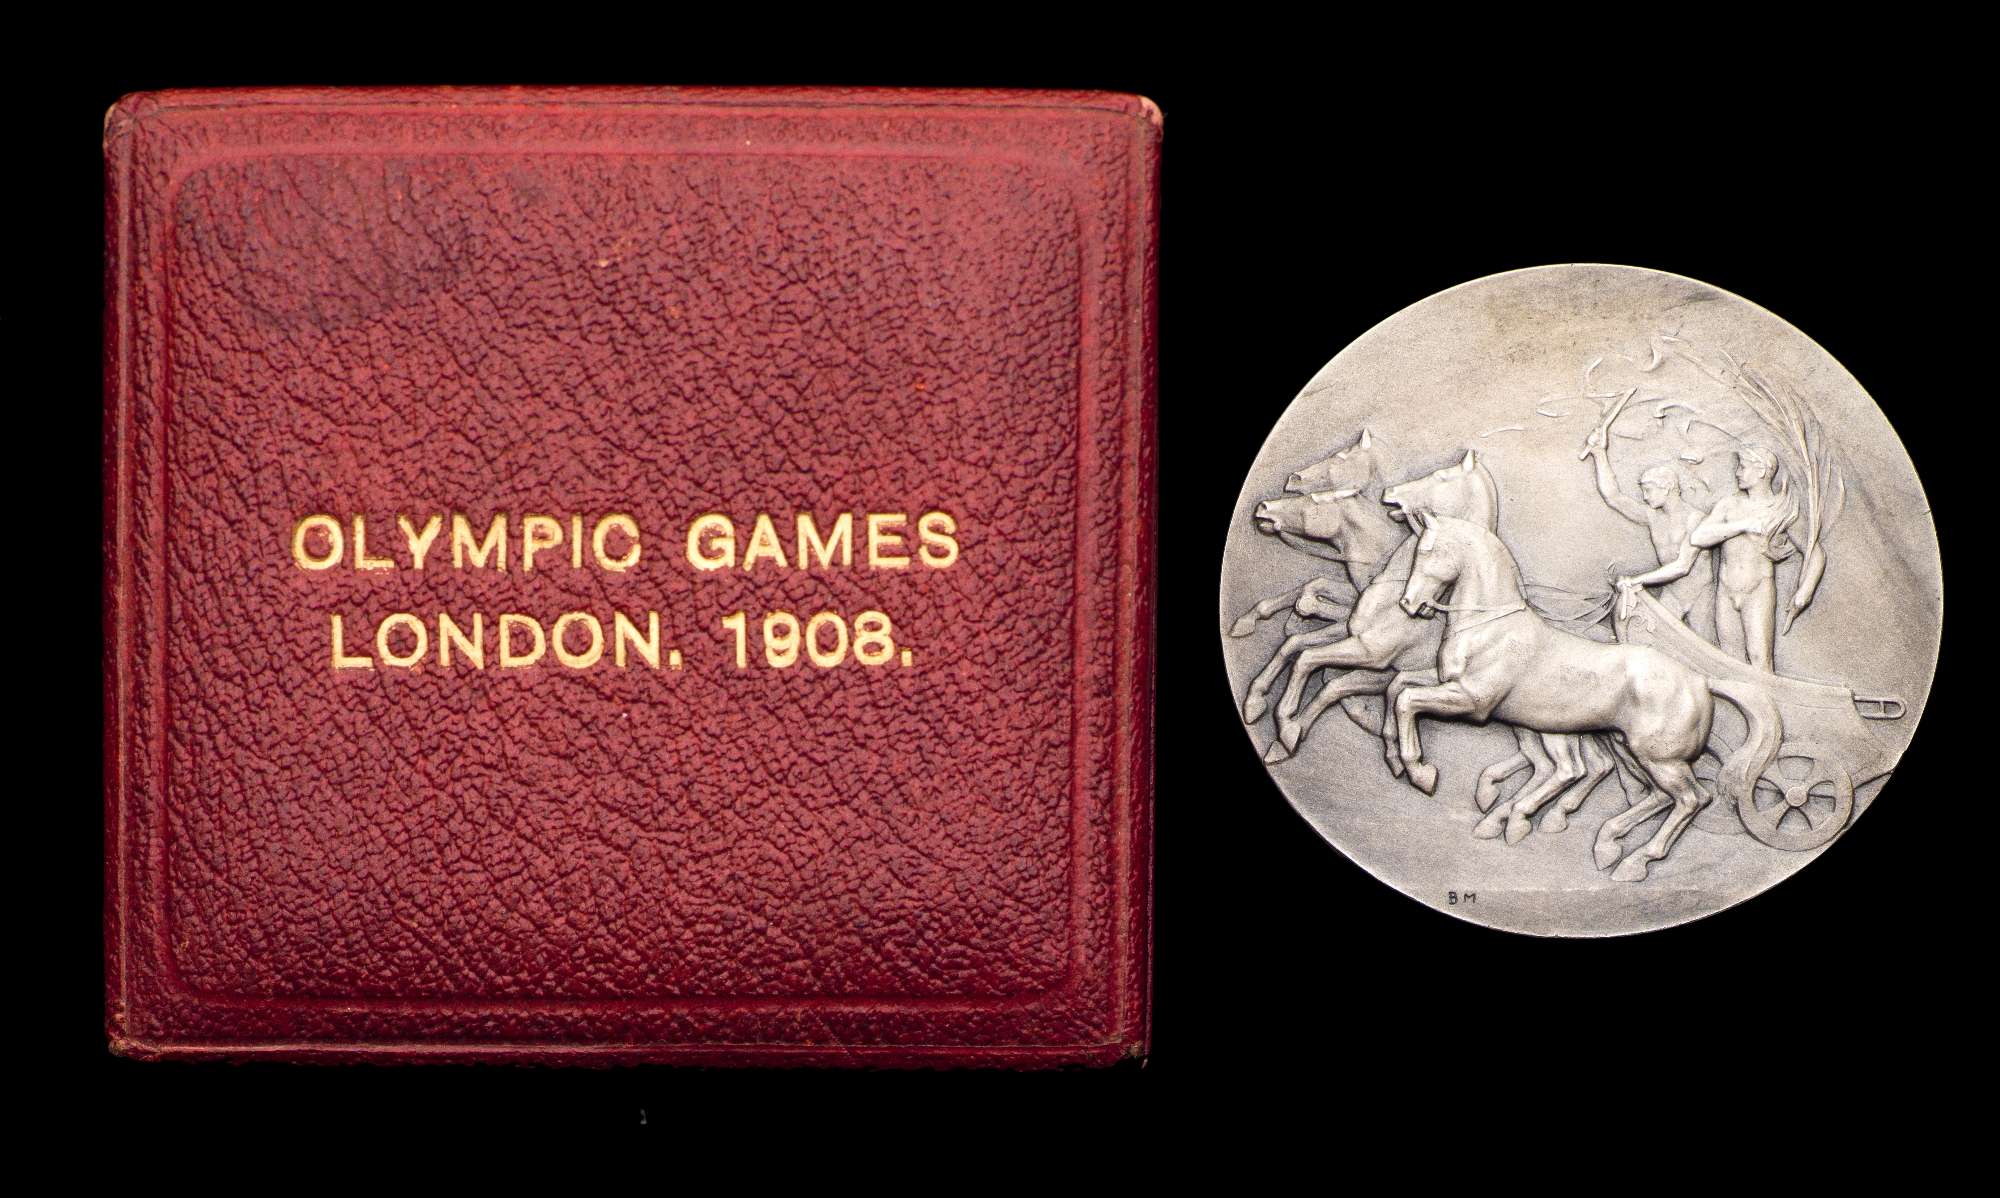 OLYMPIC GAMES
LONDON. 1908.
BM